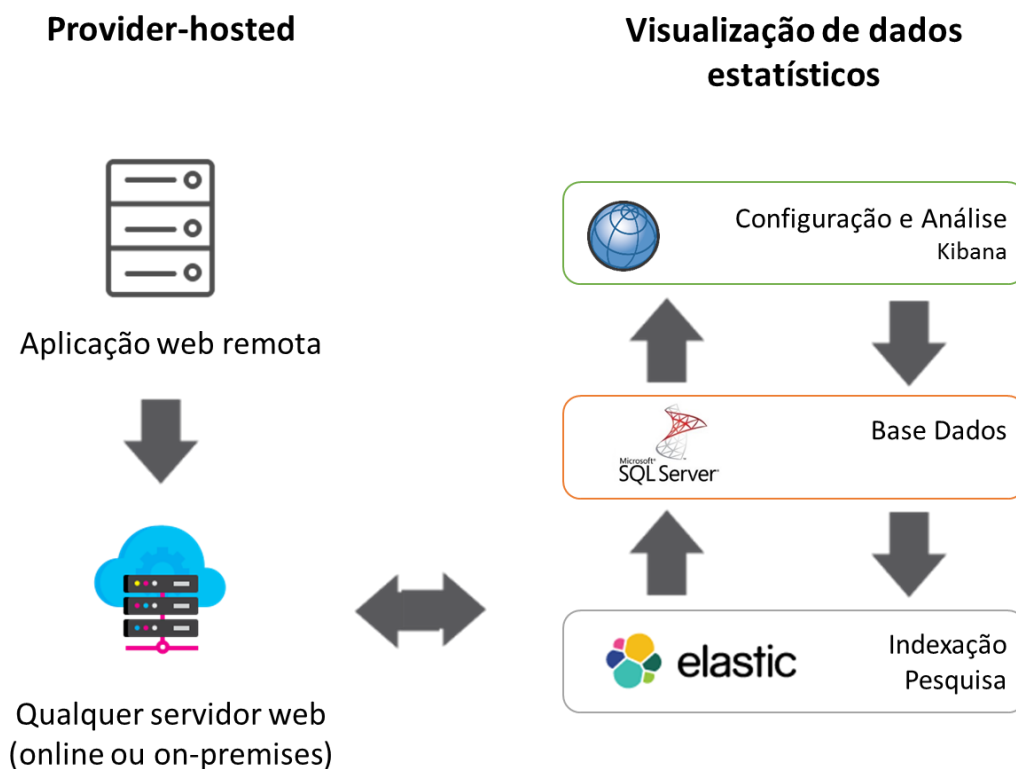 Provider-hosted
Aplicação web remota
Qualquer servidor web
(online ou on-premises)
Visualização de dados
estatísticos
Configuração e Análise
Kibana
Microsoft
SQL Server
Base Dados
elastic
Indexação
Pesquisa